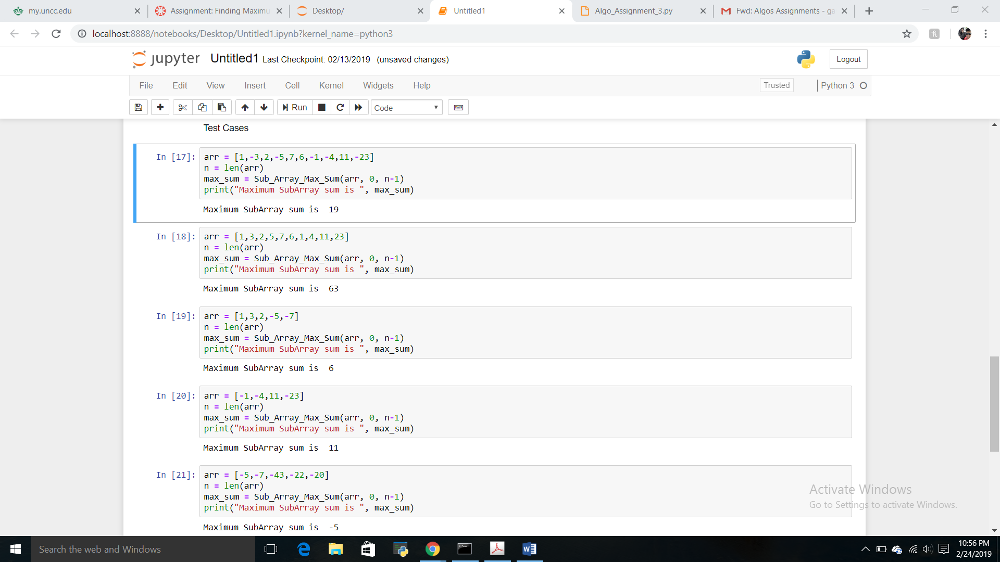 my.uncc.edu
Assignment: Finding Maximu
Desktop/
Untitled1
Algo_Assignment_3.py
Fwd: Algos Assignments - ga
localhost:8888/notebooks/Desktop/Untitled1.ipynb?kernel_name=python3
jupyter Untitled1 Last Checkpoint: 02/13/2019 (unsaved changes)
Logout
File Edit View Insert Cell Kernel Widgets Help
Trusted
Python 3
Run
Code
Test Cases
In [17]: arr = [1,-3,2,-5,7,6,-1,-4,11,-23]
n = len(arr)
max_sum = Sub_Array_Max_Sum(arr, 0, n-1)
print("Maximum SubArray sum is ", max_sum)
Maximum SubArray sum is  19
In [18]: arr = [1,3,2,5,7,6,1,4,11,23]
n = len(arr)
max_sum = Sub_Array_Max_Sum(arr, 0, n-1)
print("Maximum SubArray sum is ", max_sum)
Maximum SubArray sum is  63
In [19]: arr = [1,3,2,-5,-7]
n = len(arr)
max_sum = Sub_Array_Max_Sum(arr, 0, n-1)
print("Maximum SubArray sum is ", max_sum)
Maximum SubArray sum is  6
In [20]: arr = [-1,-4,11,-23]
n = len(arr)
max_sum = Sub_Array_Max_Sum(arr, 0, n-1)
print("Maximum SubArray sum is ", max_sum)
Maximum SubArray sum is  11
In [21]: arr = [-5,-7,-43,-22,-20]
n = len(arr)
max_sum = Sub_Array_Max_Sum(arr, 0, n-1)
print("Maximum SubArray sum is ", max_sum)
Maximum SubArray sum is  -5
Activate Windows
Go to Settings to activate Windows.
Search the web and Windows
10:56 PM
2/24/2019